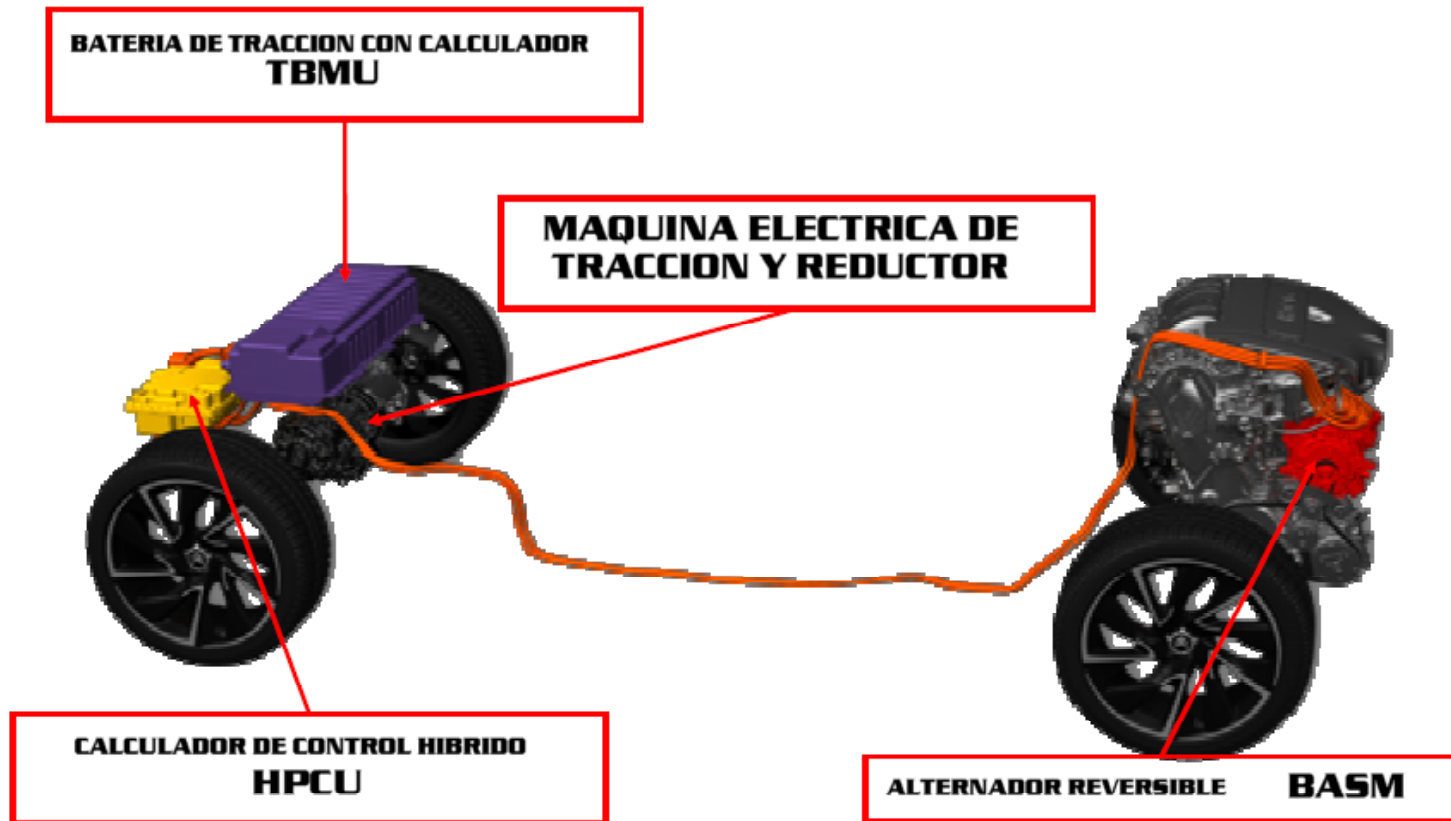 BATERIA DE TRACCION CON CALCULADOR
TBMU
MAQUINA ELECTRICA DE
TRACCION Y REDUCTOR
CALCULADOR DE CONTROL HIBRIDO
HPCU
ALTERNADOR REVERSIBLE BASM